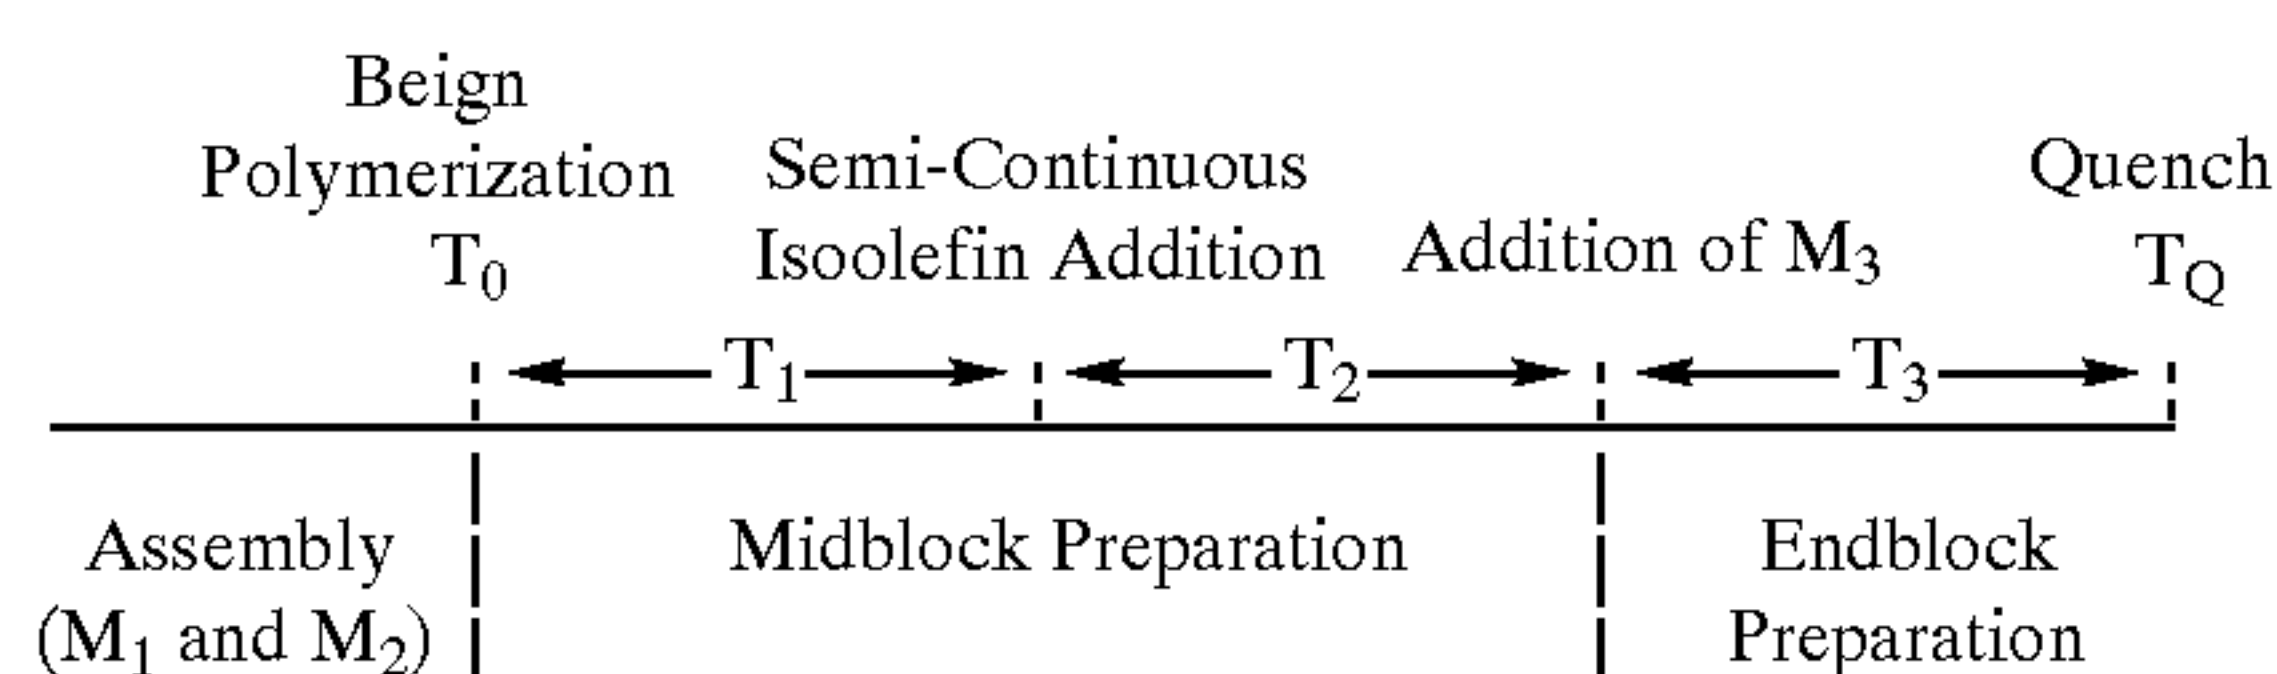 Beign
Polymerization
T0
Semi-Continuous
Isoolefin Addition
Addition of M3
Quench
TQ
T1
T2
T3
Assembly
(M1 and M2)
Midblock Preparation
Endblock
Preparation